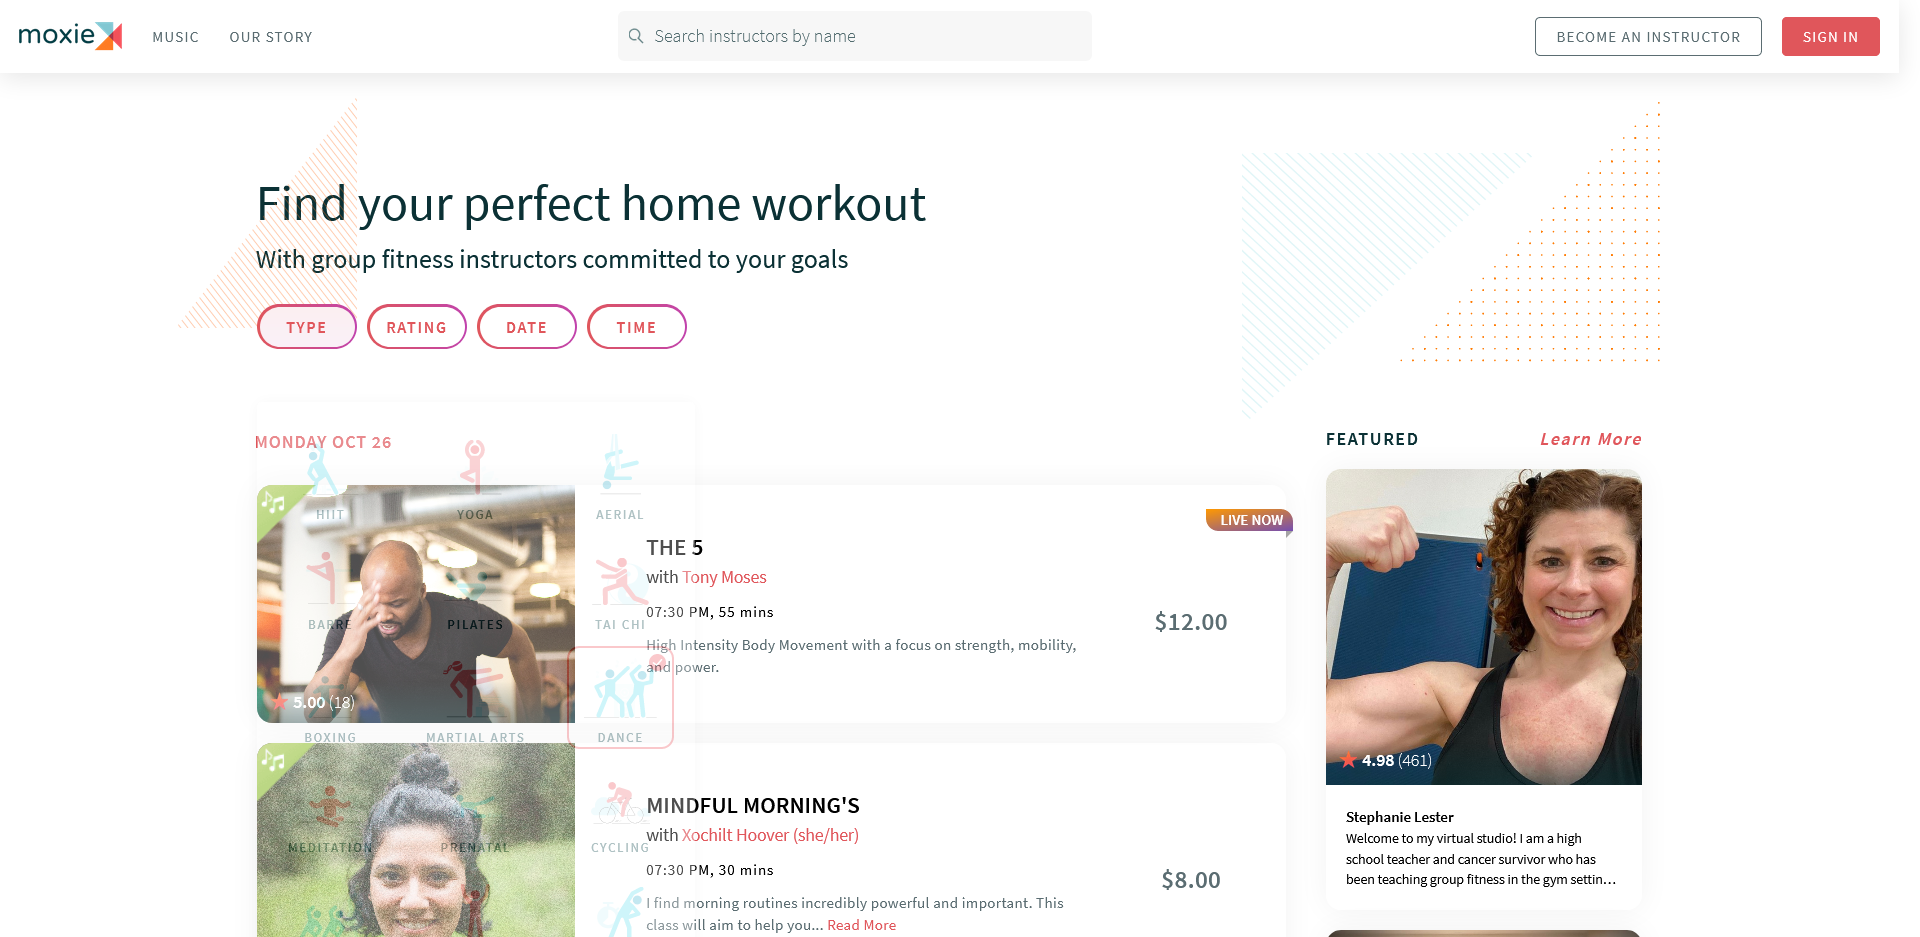 moxie
MUSIC
OUR STORY
Search instructors by name
BECOME AN INSTRUCTOR
SIGN IN
Find your perfect home workout
With group fitness instructors committed to your goals
TYPE
RATING
DATE
TIME
MONDAY OCT 26
HIIT
YOGA
AERIAL
BARRE
PILATES
TAI CHI
BOXING
MARTIAL ARTS
DANCE
MEDITATION
PRENATAL
CYCLING
5.00 (18)
LIVE NOW
THE 5
with Tony Moses
07:30 PM, 55 mins
High Intensity Body Movement with a focus on strength, mobility,
and power.
$12.00
MINDFUL MORNING'S
with Xochilt Hoover (she/her)
07:30 PM, 30 mins
I find morning routines incredibly powerful and important. This
class will aim to help you... Read More
$8.00
FEATURED
Learn More
4.98 (461)
Stephanie Lester
Welcome to my virtual studio! I am a high
school teacher and cancer survivor who has
been teaching group fitness in the gym settin...